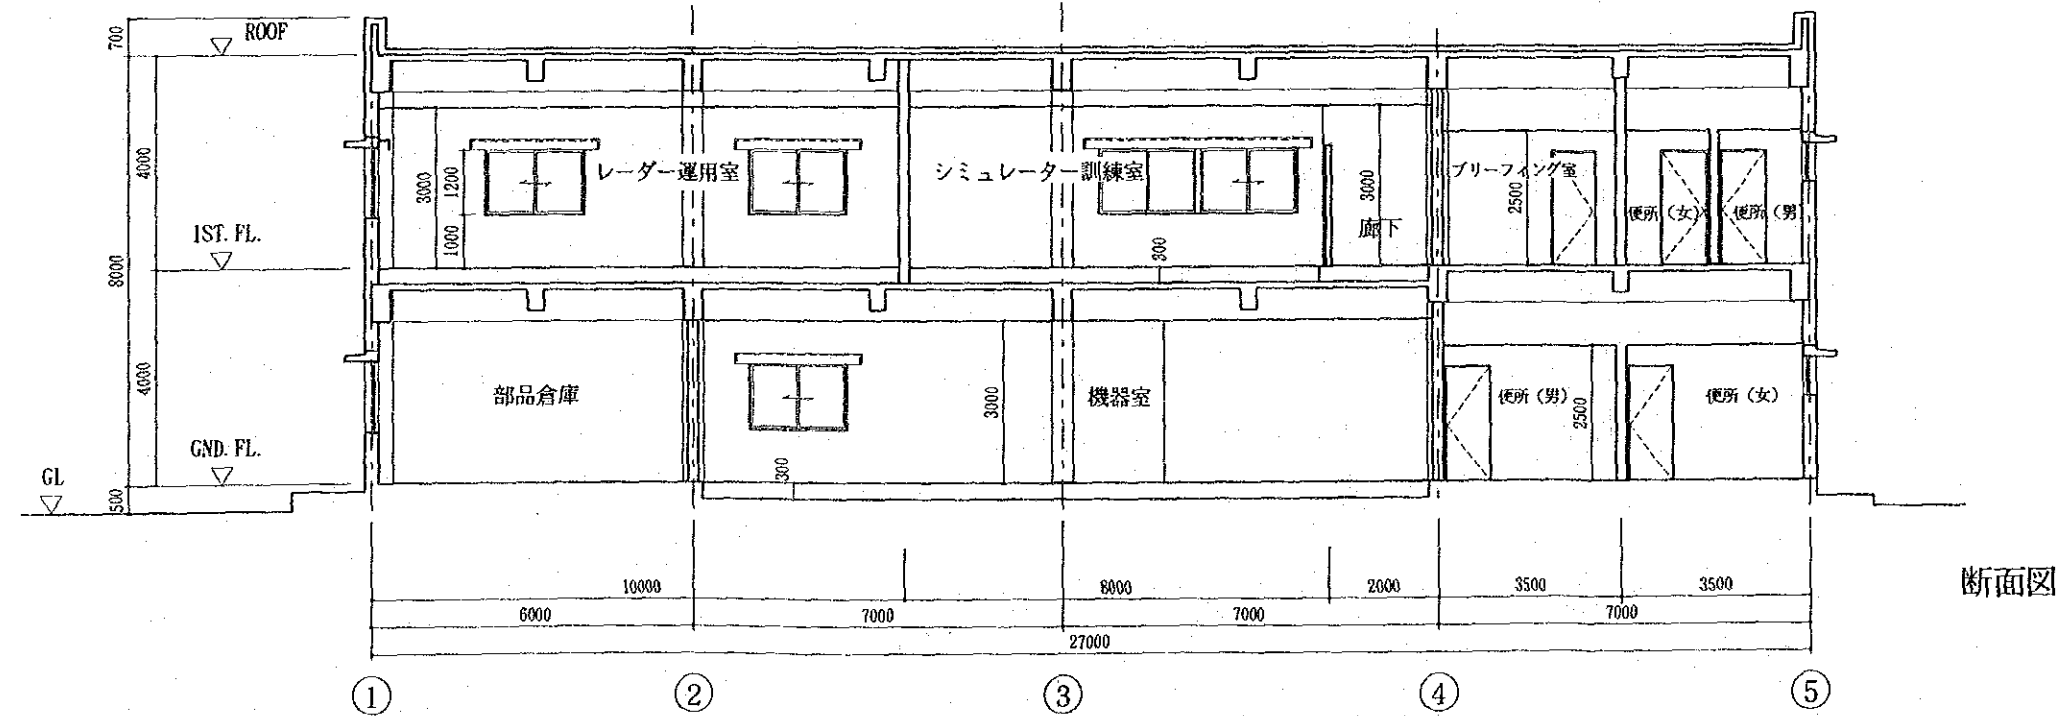 700
ROOF
4000
8000
1ST. FL.
4000
GND. FL.
GL
500
3000
1200
1000
レーダー運用室
シミュレーター訓練室
300
3000
廊下
ブリーフィング室
2500
便所（女）
便所（男
部品倉庫
300
3000
機器室
便所（男）
2500
便所（女）
10000
8000
2000
3500
3500
6000
7000
7000
7000
27000
断面図
1
2
3
4
5